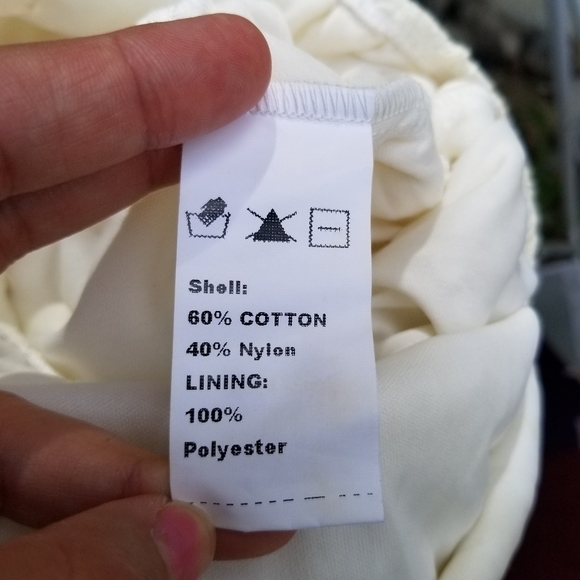 Shell:
60% COTTON
40% Nylon
LINING:
100%
Polyester